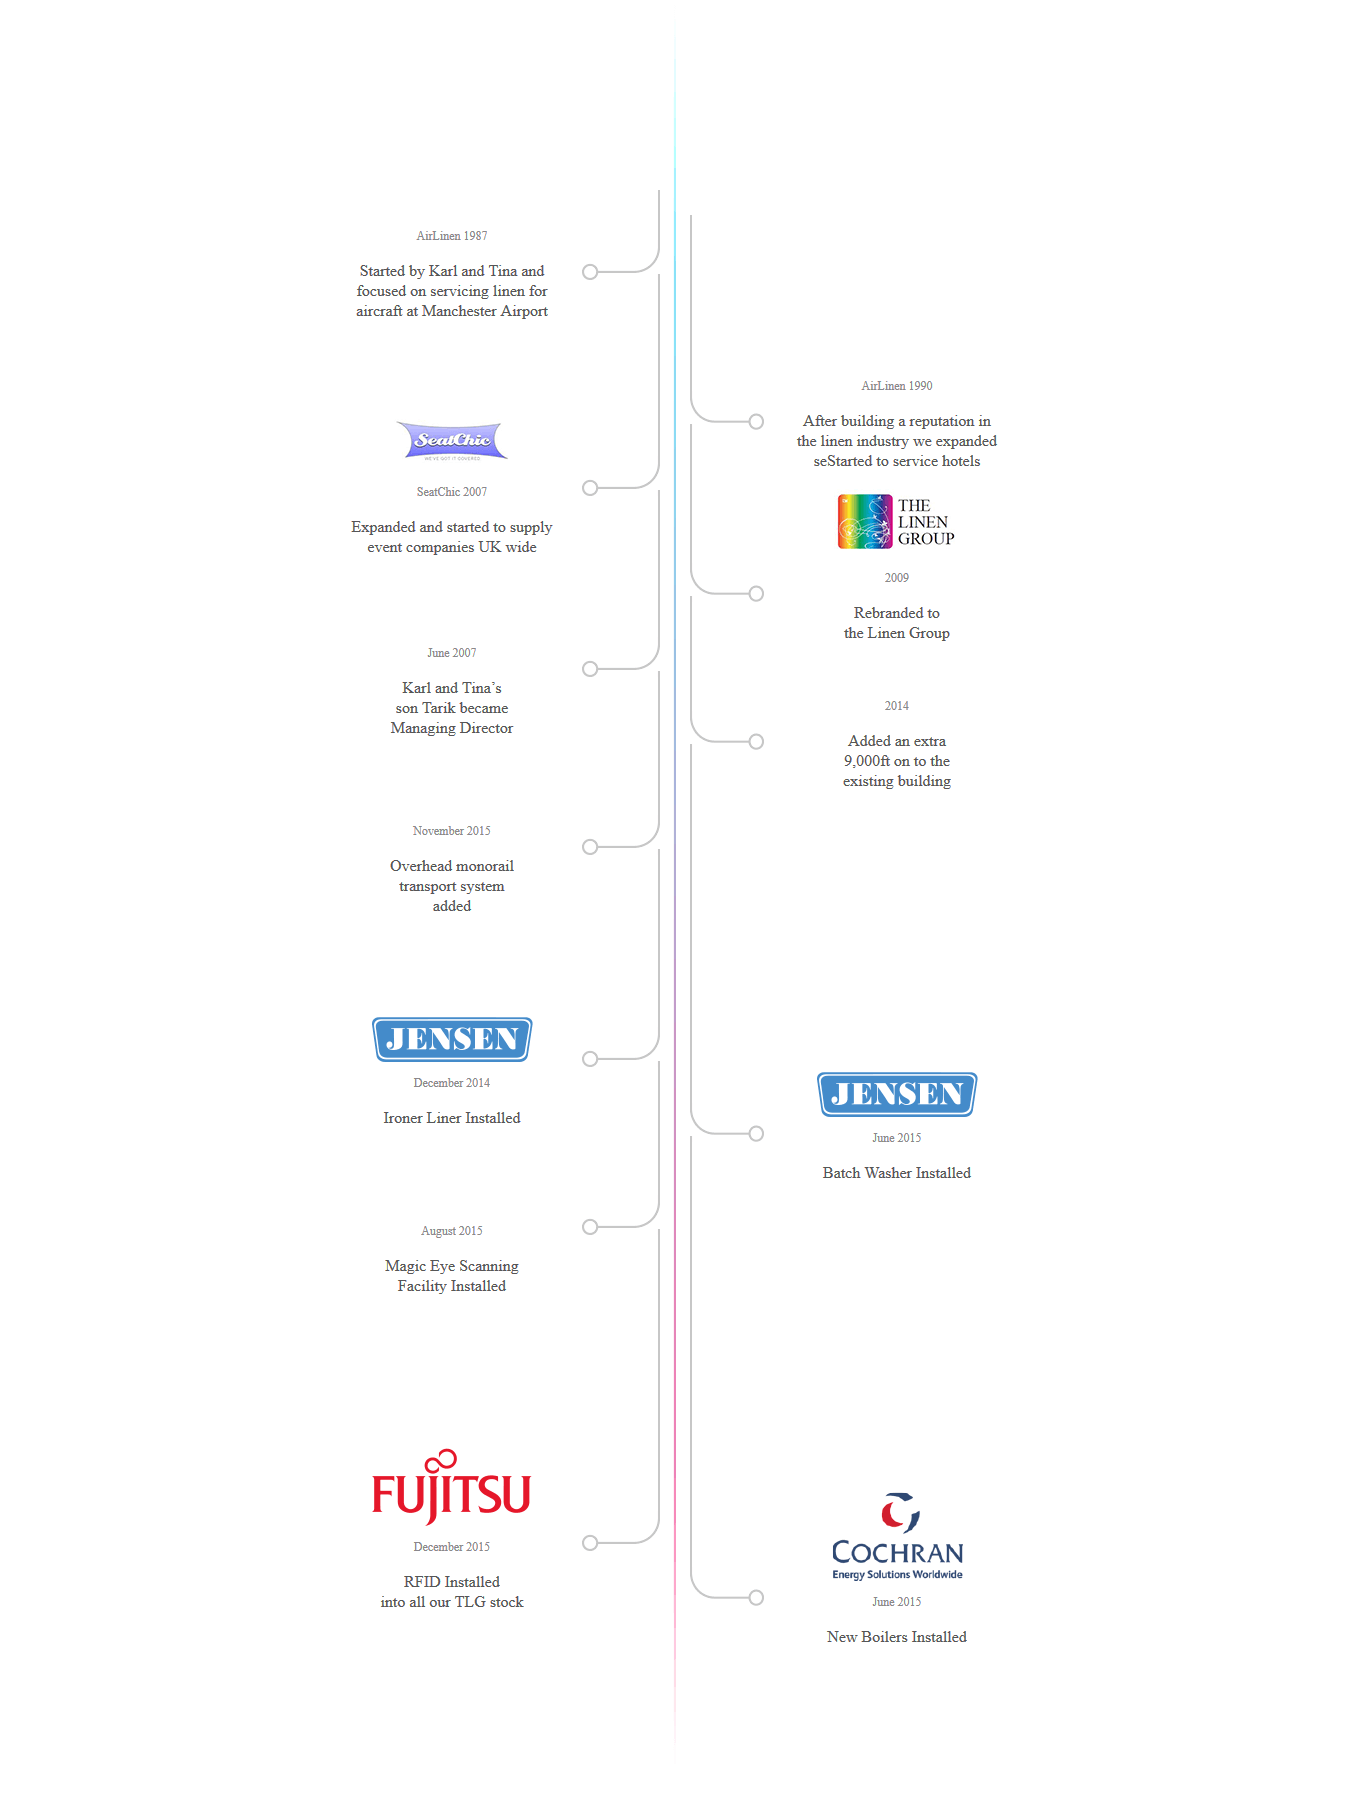 AirLinen 1987
Started by Karl and Tina and
focused on servicing linen for
aircraft at Manchester Airport
AirLinen 1990
After building a reputation in
the linen industry we expanded
seStarted to service hotels
SeatChic
WE'VE GOT IT COVERED
SeatChic 2007
Expanded and started to supply
event companies UK wide
THE
LINEN
GROUP
2009
Rebranded to
the Linen Group
June 2007
Karl and Tina’s
son Tarik became
Managing Director
2014
Added an extra
9,000ft on to the
existing building
November 2015
Overhead monorail
transport system
added
JENSEN
December 2014
Ironer Liner Installed
JENSEN
June 2015
Batch Washer Installed
August 2015
Magic Eye Scanning
Facility Installed
FUJITSU
December 2015
RFID Installed
into all our TLG stock
COCHRAN
Energy Solutions Worldwide
June 2015
New Boilers Installed